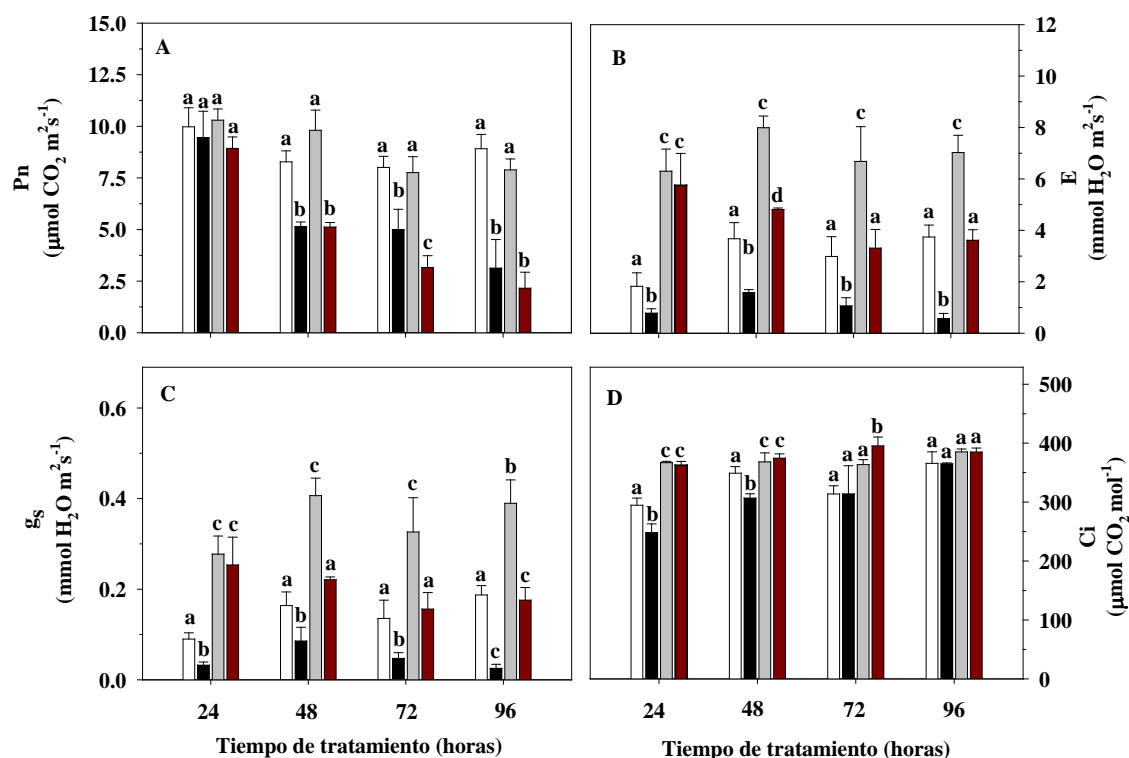 A
15.0
12.5
10.0
7.5
5.0
2.5
0.0
Pn
(μmol CO₂ m²s⁻¹)
a a a a
a b a b
a b a c
a b a b
B
12
10
8
6
4
2
0
E
(mmol H₂O m²s⁻¹)
a b c c
a b c d
a b c a
a b c a
C
0.6
0.4
0.2
0.0
gs
(mmol H₂O m²s⁻¹)
a b c c
a b c a
a b c a
a c b c
24 48 72 96
Tiempo de tratamiento (horas)
D
500
400
300
200
100
0
Ci
(μmol CO₂ mol⁻¹)
a b c c
a b c c
a a a b
a a a a
24 48 72 96
Tiempo de tratamiento (horas)